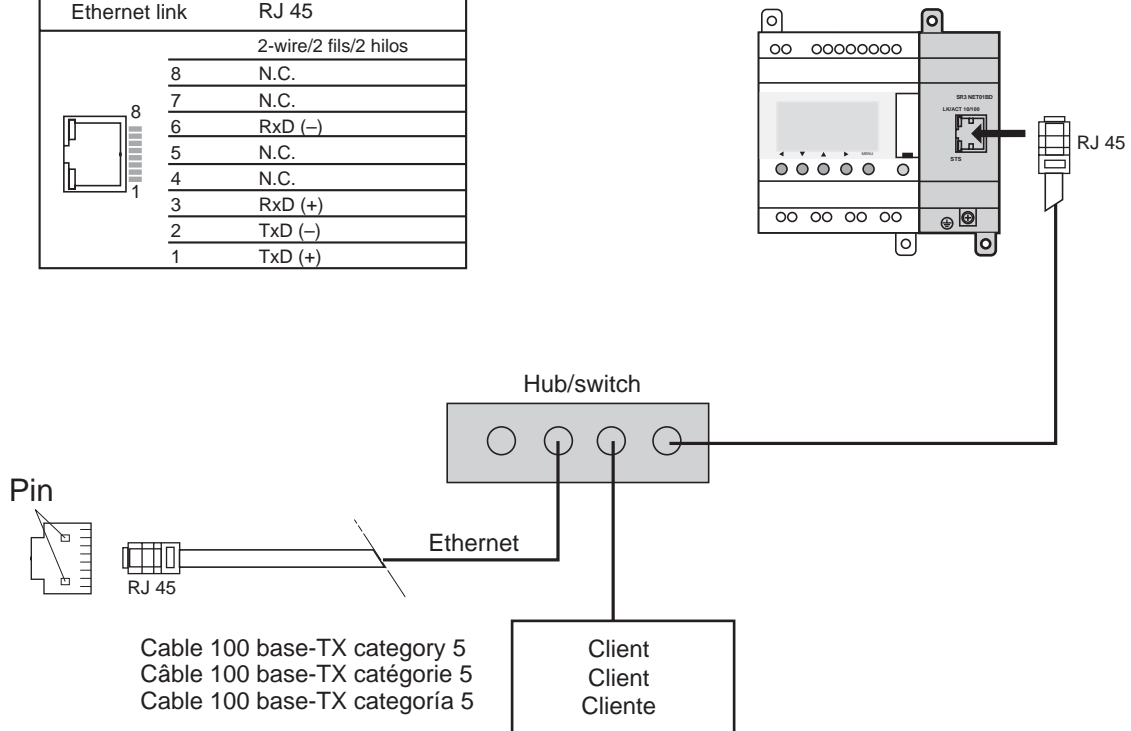 Ethernet link RJ 45
2-wire/2 fils/2 hilos
8 N.C.
7 N.C.
6 RxD (–)
5 N.C.
4 N.C.
3 RxD (+)
2 TxD (–)
1 TxD (+)
8
1
SR3 NET01BD
LK/ACT 10/100
STS
MENU
RJ 45
Hub/switch
Pin
Ethernet
RJ 45
Cable 100 base-TX category 5
Câble 100 base-TX catégorie 5
Cable 100 base-TX categoría 5
Client
Client
Cliente